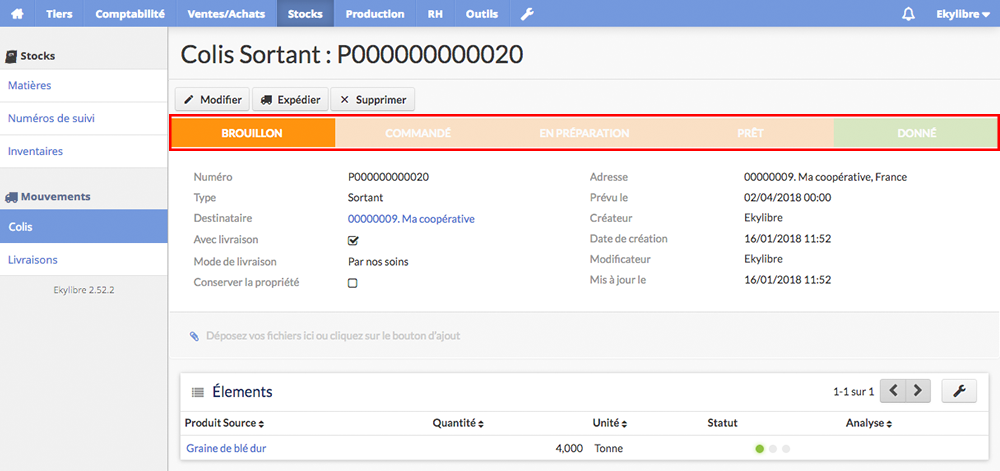 Tiers Comptabilité Ventes/Achats Stocks Production RH Outils Ekylibre
Stocks
Matières
Numéros de suivi
Inventaires
Mouvements
Colis
Livraisons
Ekylibre 2.52.2
Colis Sortant : P000000000020
Modifier Expédier Supprimer
BROUILLON COMMANDÉ EN PRÉPARATION PRÊT DONNÉ
Numéro P000000000020
Type Sortant
Destinataire 00000009. Ma coopérative
Avec livraison
Mode de livraison Par nos soins
Conserver la propriété
Adresse 00000009. Ma coopérative, France
Prévu le 02/04/2018 00:00
Créateur Ekylibre
Date de création 16/01/2018 11:52
Modificateur Ekylibre
Mis à jour le 16/01/2018 11:52
Déposez vos fichiers ici ou cliquez sur le bouton d'ajout
Élements 1-1 sur 1
Produit Source Quantité Unité Statut Analyse
Graine de blé dur 4,000 Tonne